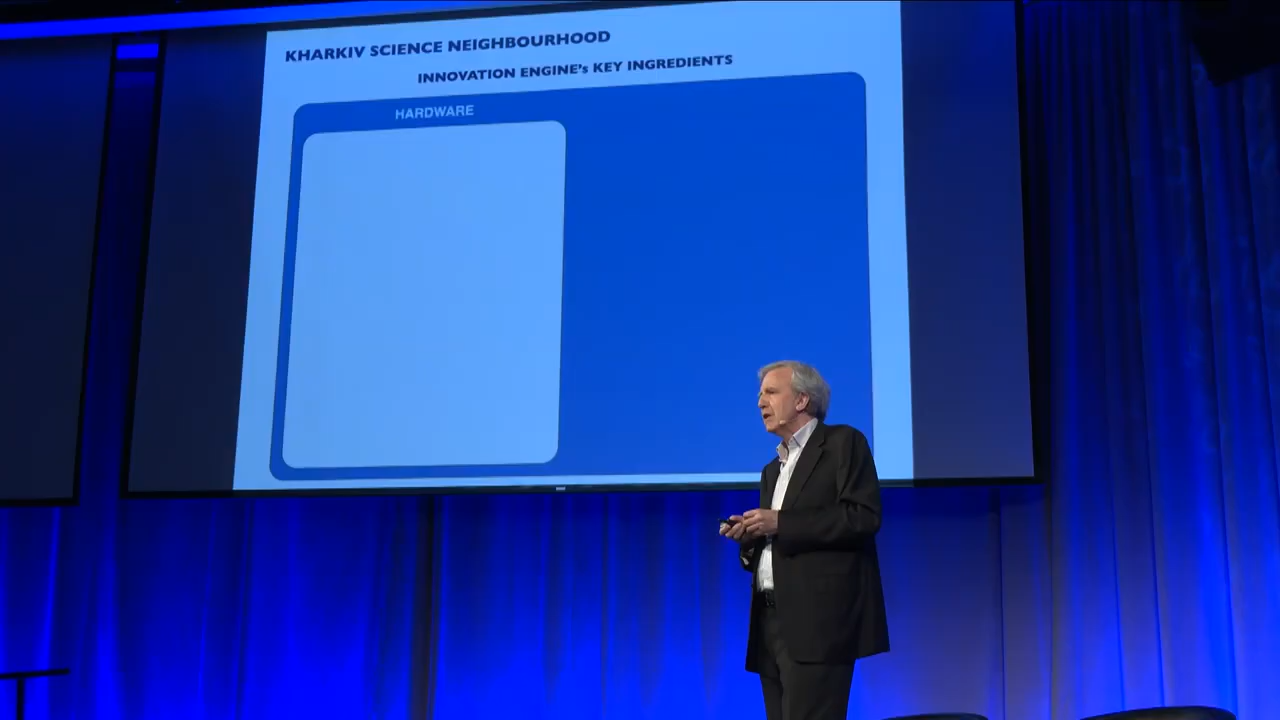 KHARKIV SCIENCE NEIGHBOURHOOD
INNOVATION ENGINE's KEY INGREDIENTS
HARDWARE